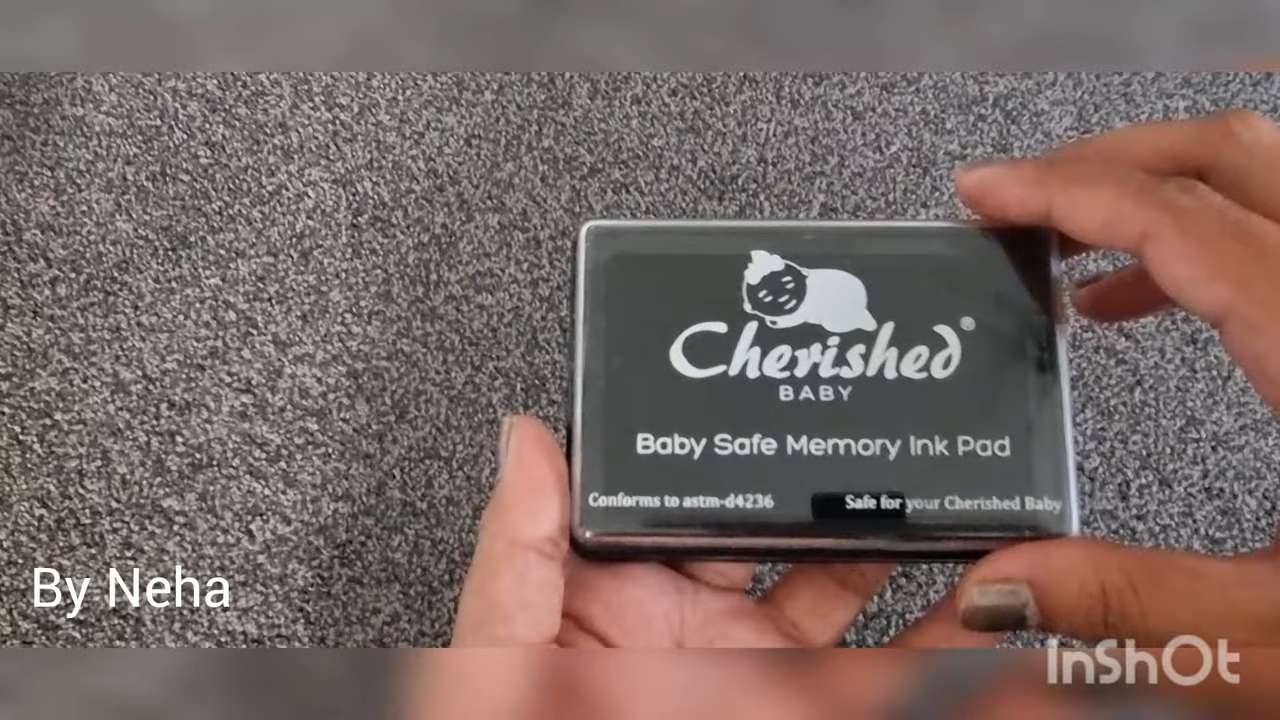 Cherished®
BABY
Baby Safe Memory Ink Pad
Conforms to astm-d4236
Safe for your Cherished Baby
By Neha
InShOt